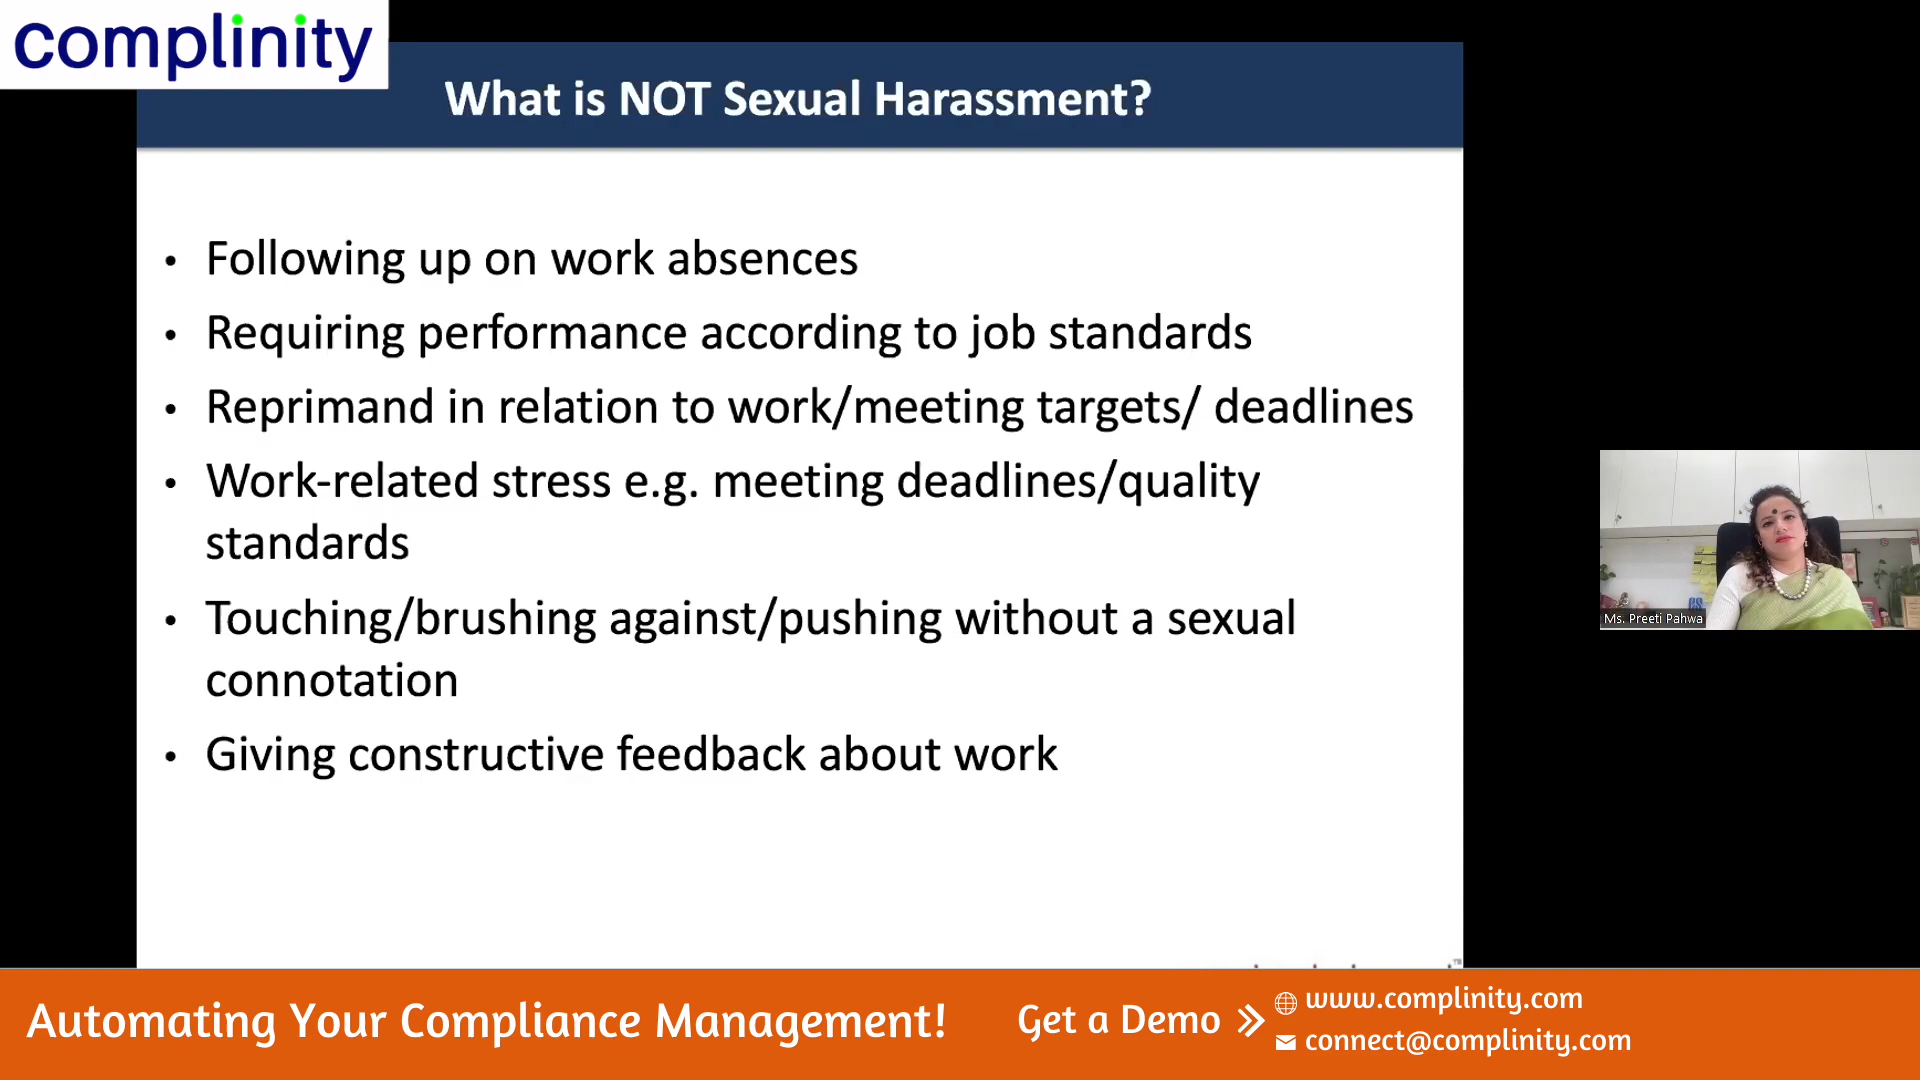 complinity
What is NOT Sexual Harassment?
• Following up on work absences
• Requiring performance according to job standards
• Reprimand in relation to work/meeting targets/ deadlines
• Work-related stress e.g. meeting deadlines/quality
standards
• Touching/brushing against/pushing without a sexual
connotation
• Giving constructive feedback about work
Ms. Preeti Pahwa
Automating Your Compliance Management!
Get a Demo
www.complinity.com
connect@complinity.com